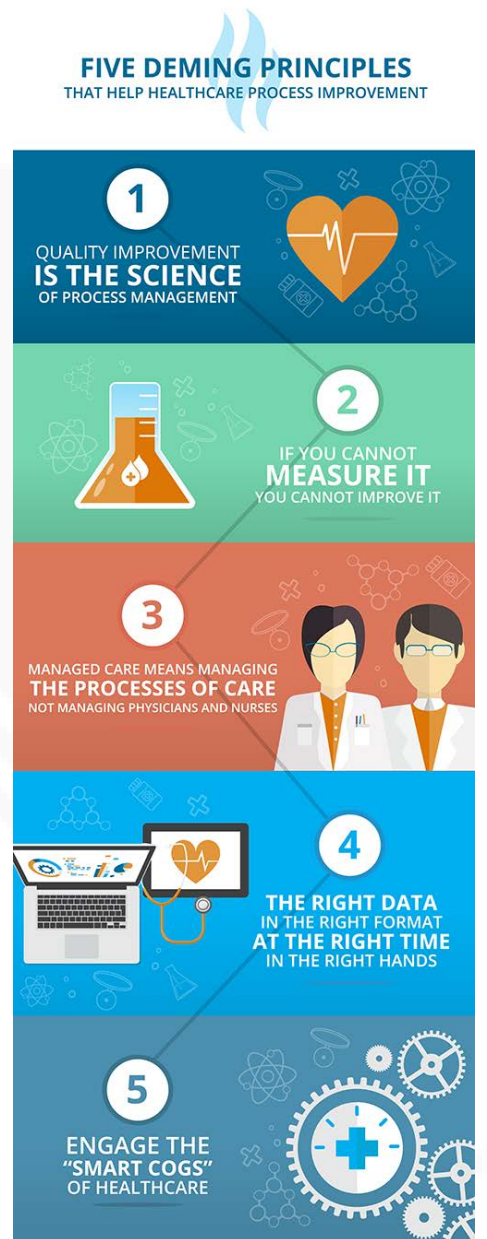 FIVE DEMING PRINCIPLES
THAT HELP HEALTHCARE PROCESS IMPROVEMENT
1
QUALITY IMPROVEMENT
IS THE SCIENCE
OF PROCESS MANAGEMENT
2
IF YOU CANNOT
MEASURE IT
YOU CANNOT IMPROVE IT
3
MANAGED CARE MEANS MANAGING
THE PROCESSES OF CARE
NOT MANAGING PHYSICIANS AND NURSES
4
THE RIGHT DATA
IN THE RIGHT FORMAT
AT THE RIGHT TIME
IN THE RIGHT HANDS
5
ENGAGE THE
“SMART COGS”
OF HEALTHCARE